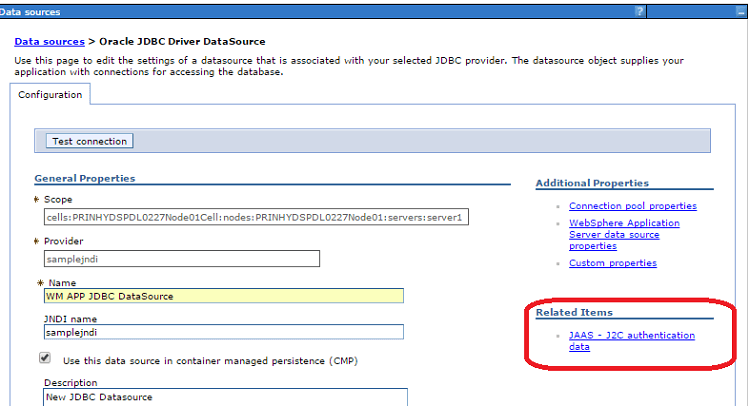 Data sources
?
Data sources > Oracle JDBC Driver DataSource
Use this page to edit the settings of a datasource that is associated with your selected JDBC provider. The datasource object supplies your
application with connections for accessing the database.
Configuration
Test connection
General Properties
* Scope
cells:PRINHYDSPDL0227Node01Cell:nodes:PRINHYDSPDL0227Node01:servers:server1
* Provider
samplejndi
* Name
WM APP JDBC DataSource
JNDI name
samplejndi
Use this data source in container managed persistence (CMP)
Description
New JDBC Datasource
Additional Properties
Connection pool properties
WebSphere Application
Server data source
properties
Custom properties
Related Items
JAAS - J2C authentication
data